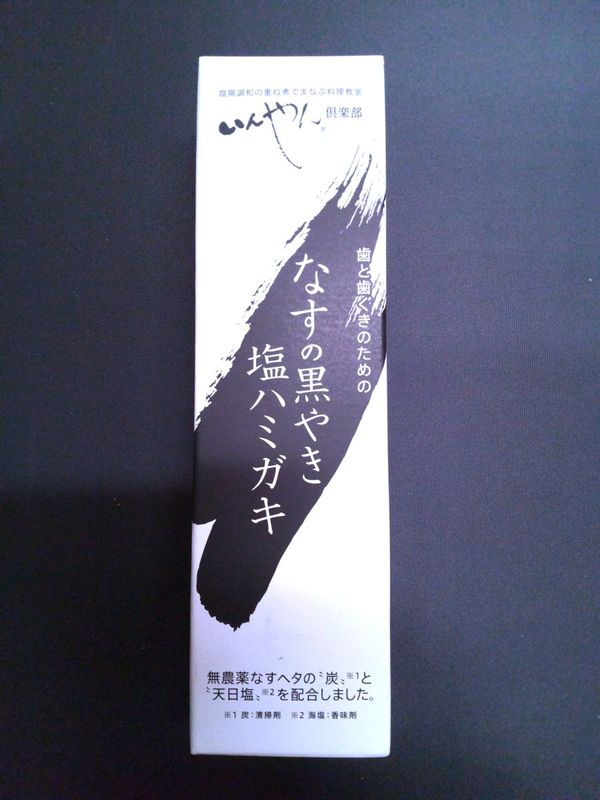 陰陽調和の重ね煮でまなぶ料理教室
いんやん倶楽部
歯と歯ぐきのための
なすの黒やき
塩ハミガキ
無農薬なすヘタの〝炭〟※1と
〝天日塩〟※2を配合しました。
※1 炭：清掃剤　※2 海塩：香味剤